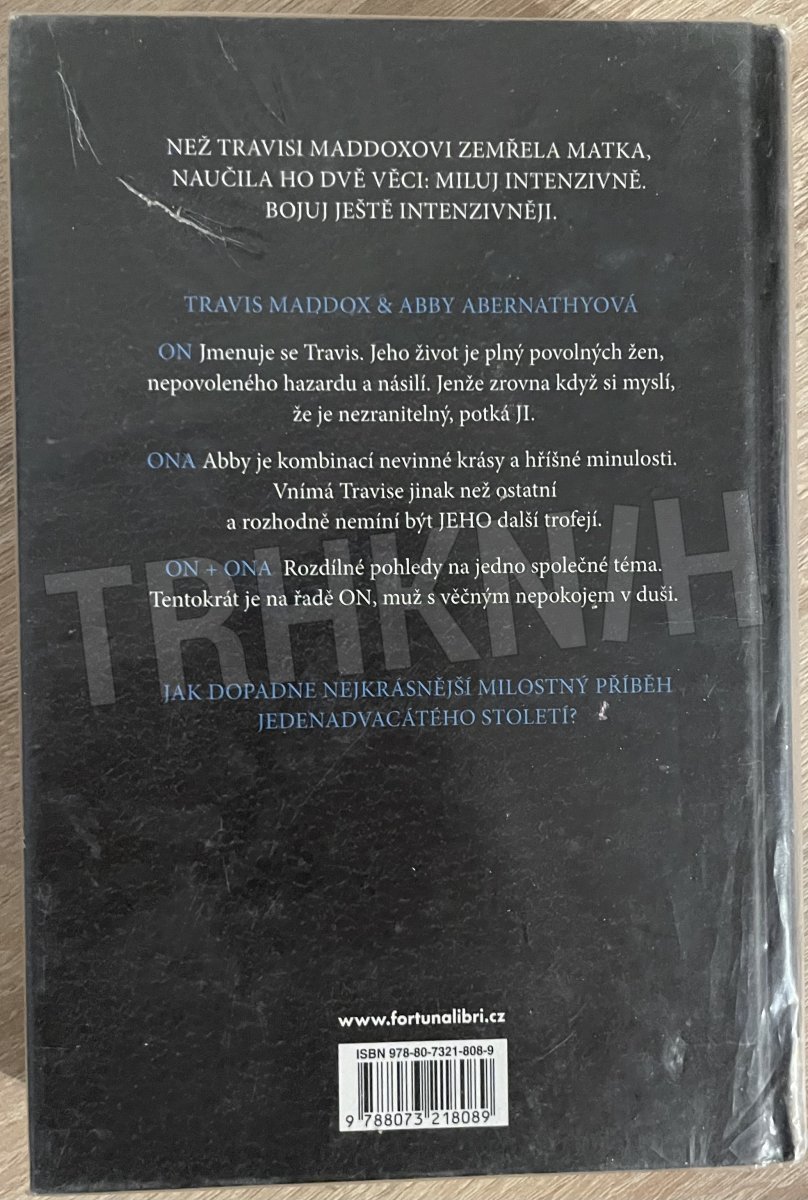 NEŽ TRAVISI MADDOXOVI ZEMŘELA MATKA,
NAUČILA HO DVĚ VĚCI: MILUJ INTENZIVNĚ.
BOJUJ JEŠTĚ INTENZIVNĚJI.
TRAVIS MADDOX & ABBY ABERNATHYOVÁ
ON Jmenuje se Travis. Jeho život je plný povolných žen,
nepovoleného hazardu a násilí. Jenže zrovna když si myslí,
že je nezranitelný, potká JI.
ONA Abby je kombinací nevinné krásy a hříšné minulosti.
Vnímá Travise jinak než ostatní
a rozhodně nemíní být JEHO další trofejí.
ON + ONA Rozdílné pohledy na jedno společné téma.
Tentokrát je na řadě ON, muž s věčným nepokojem v duši.
TRHKN/H
JAK DOPADNE NEJKRÁSNĚJŠÍ MILOSTNÝ PŘÍBĚH
JEDENADVACÁTÉHO STOLETÍ?
www.fortunalibri.cz
ISBN 978-80-7321-808-9
9 788073 218089